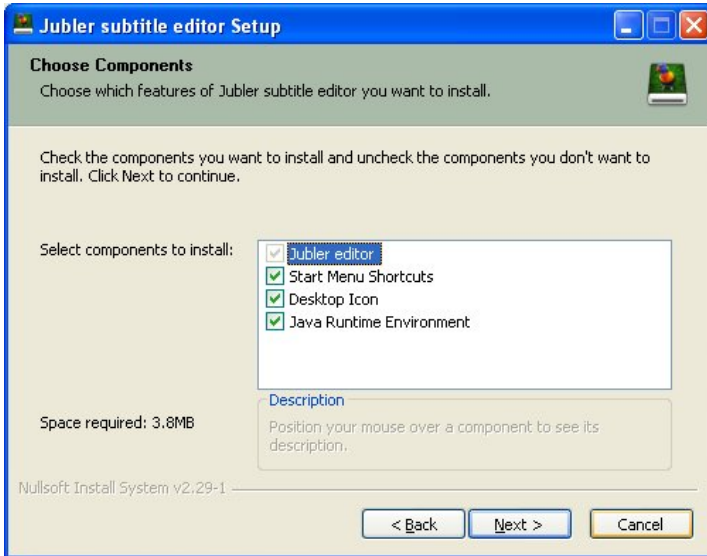 Jubler subtitle editor Setup
Choose Components
Choose which features of Jubler subtitle editor you want to install.
Check the components you want to install and uncheck the components you don't want to
install. Click Next to continue.
Select components to install:
Jubler editor
Start Menu Shortcuts
Desktop Icon
Java Runtime Environment
Space required: 3.8MB
Description
Position your mouse over a component to see its
description.
Nullsoft Install System v2.29-1
< Back
Next >
Cancel